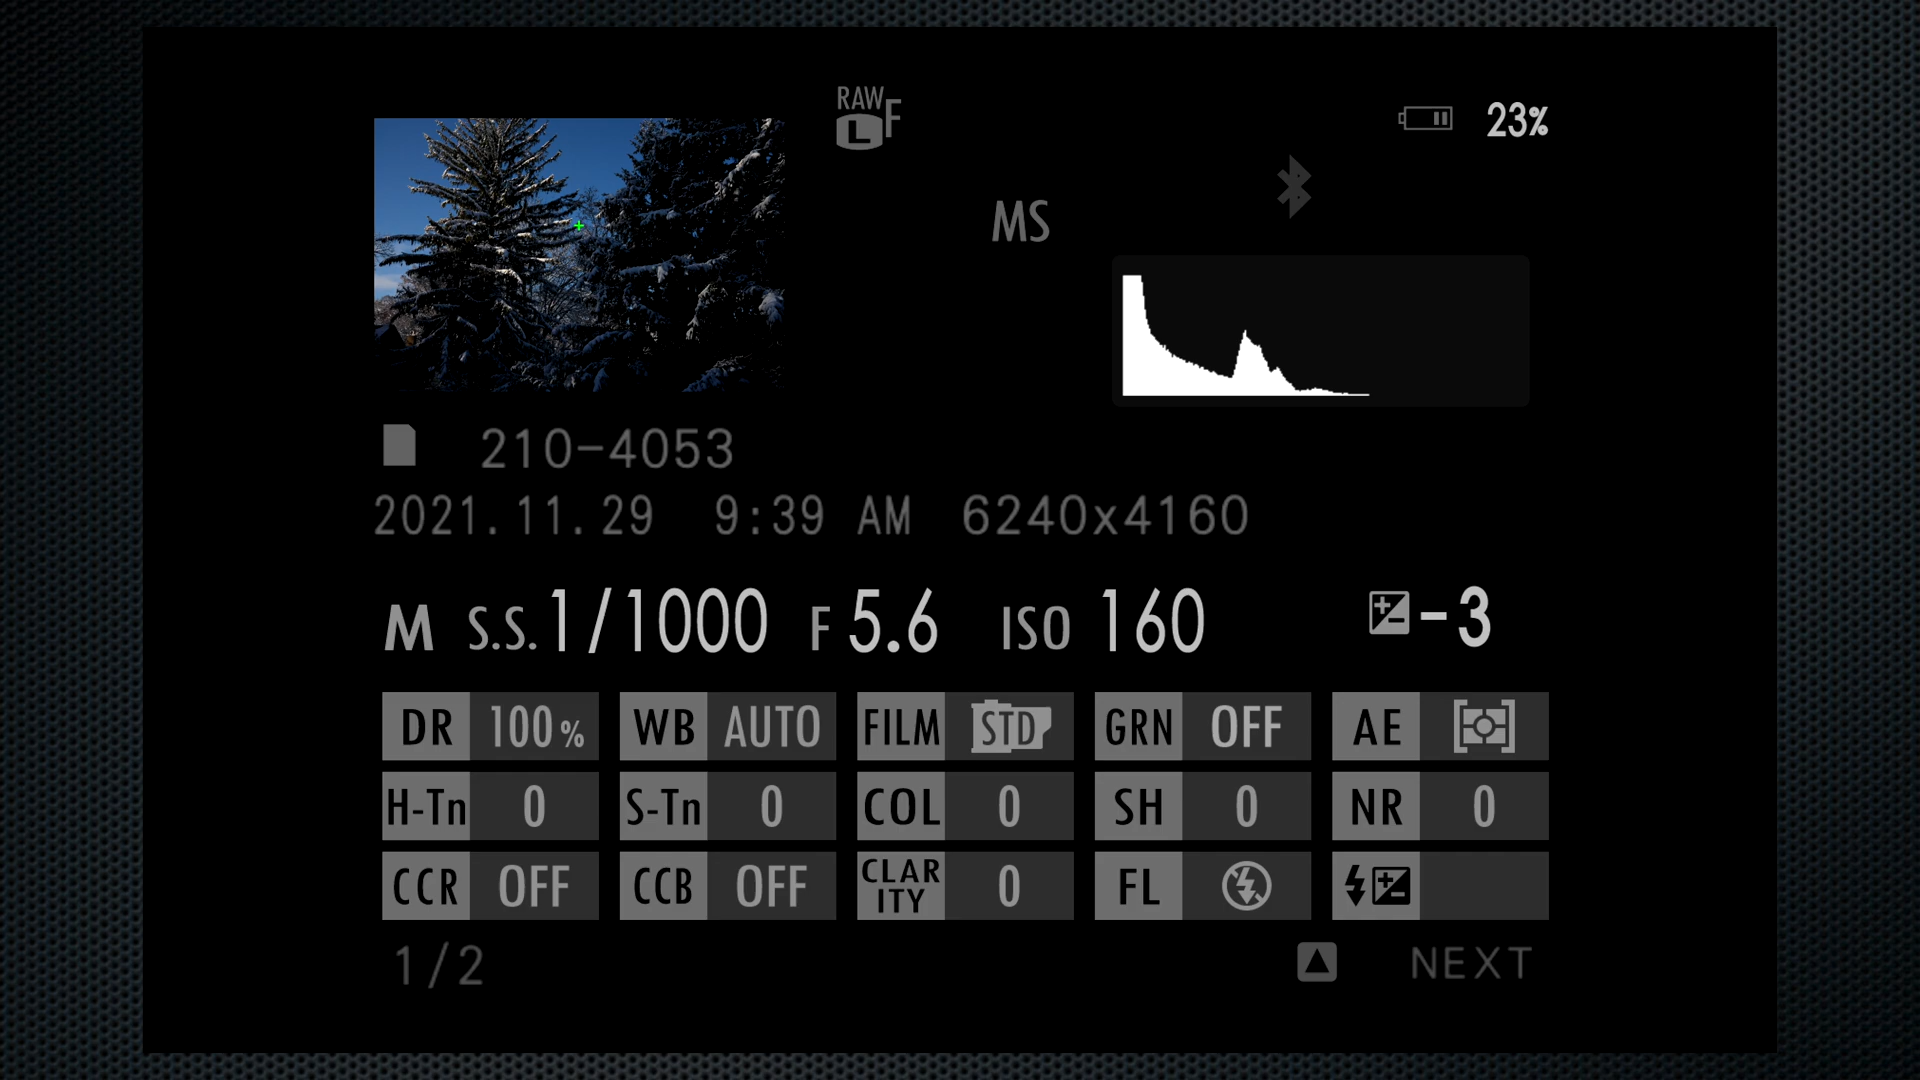 RAW
L F
23%
MS
210-4053
2021.11.29 9:39 AM 6240x4160
M S.S. 1/1000 F 5.6 ISO 160 -3
DR 100% WB AUTO FILM STD GRN OFF AE
H-Tn 0 S-Tn 0 COL 0 SH 0 NR 0
CCR OFF CCB OFF CLARITY 0 FL
1/2 NEXT